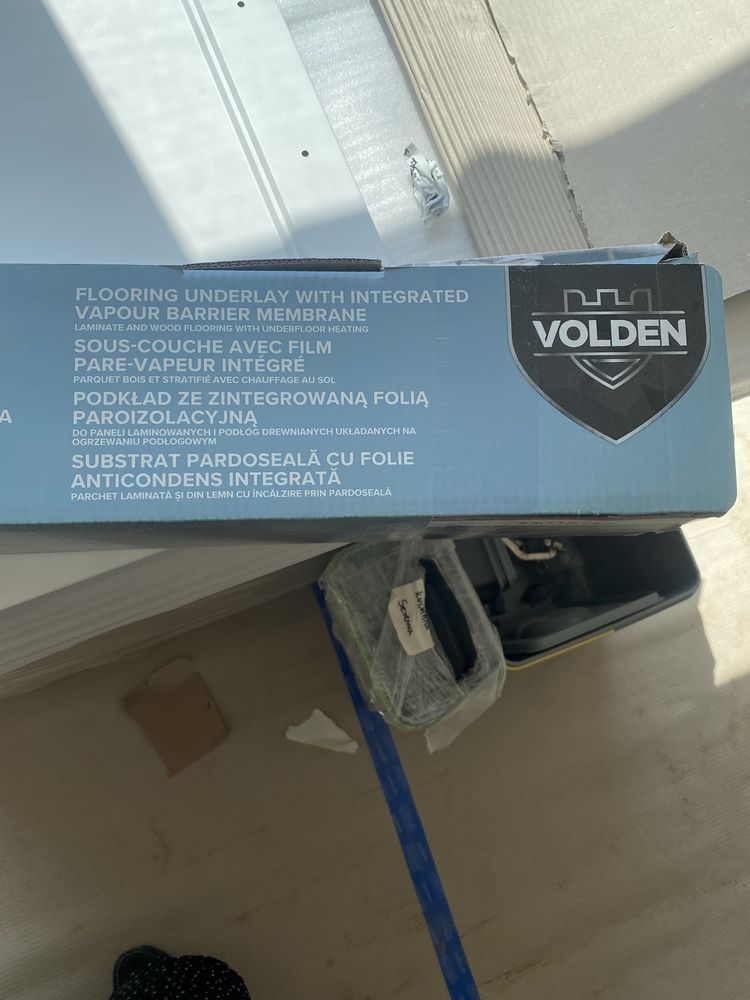 FLOORING UNDERLAY WITH INTEGRATED
VAPOUR BARRIER MEMBRANE
LAMINATE AND WOOD FLOORING WITH UNDERFLOOR HEATING
SOUS-COUCHE AVEC FILM
PARE-VAPEUR INTÉGRÉ
PARQUET BOIS ET STRATIFIÉ AVEC CHAUFFAGE AU SOL
PODKŁAD ZE ZINTEGROWANĄ FOLIĄ
PAROIZOLACYJNĄ
DO PANELI LAMINOWANYCH I PODŁÓG DREWNIANYCH UKŁADANYCH NA
OGRZEWANIU PODŁOGOWYM
SUBSTRAT PARDOSEALĂ CU FOLIE
ANTICONDENS INTEGRATĂ
PARCHET LAMINATĂ ȘI DIN LEMN CU ÎNCĂLZIRE PRIN PARDOSEALĂ
VOLDEN
A